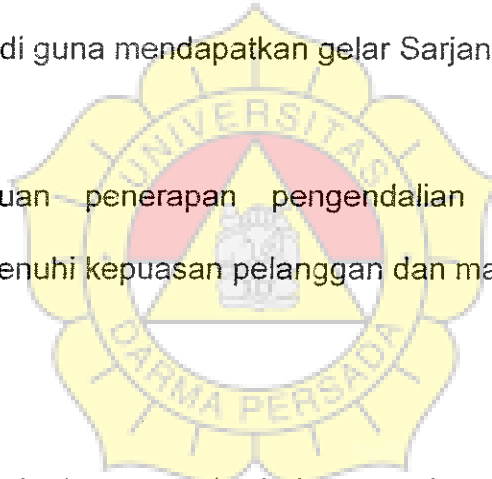 di guna mendapatkan gelar Sarjan
UNIVERSITAS
uan penerapan pengendalian
enuhi kepuasan pelanggan dan ma
DARMA PERSADA